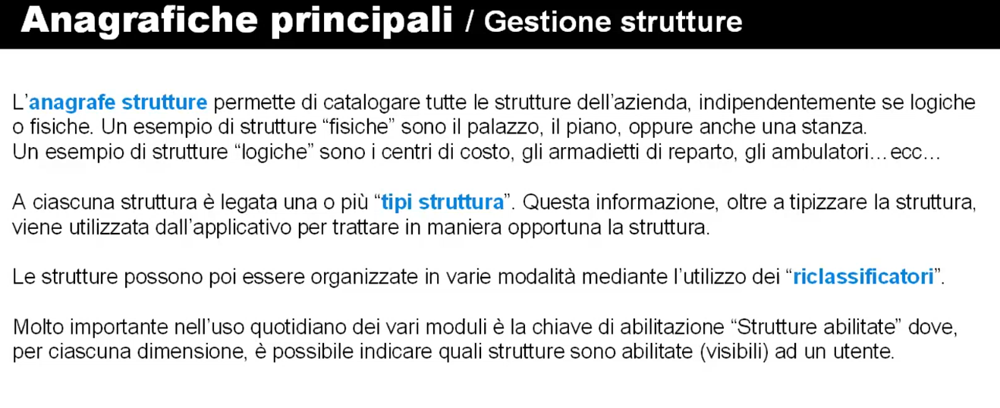 Anagrafiche principali / Gestione strutture
L’anagrafe strutture permette di catalogare tutte le strutture dell’azienda, indipendentemente se logiche
o fisiche. Un esempio di strutture “fisiche” sono il palazzo, il piano, oppure anche una stanza.
Un esempio di strutture “logiche” sono i centri di costo, gli armadietti di reparto, gli ambulatori…ecc…
A ciascuna struttura è legata una o più “tipi struttura”. Questa informazione, oltre a tipizzare la struttura,
viene utilizzata dall’applicativo per trattare in maniera opportuna la struttura.
Le strutture possono poi essere organizzate in varie modalità mediante l’utilizzo dei “riclassificatori”.
Molto importante nell’uso quotidiano dei vari moduli è la chiave di abilitazione “Strutture abilitate” dove,
per ciascuna dimensione, è possibile indicare quali strutture sono abilitate (visibili) ad un utente.